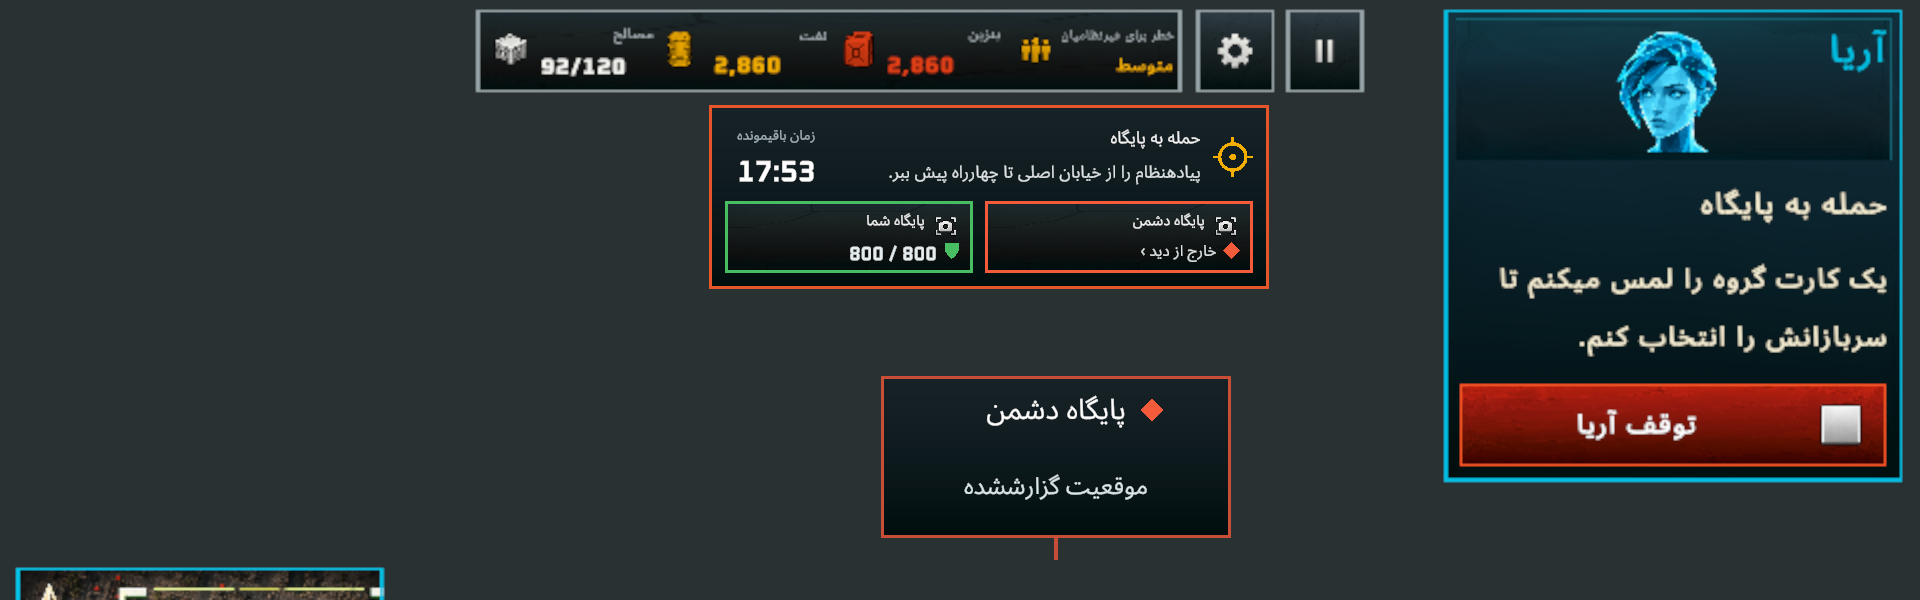 خطر برای غیرنظامیان
متوسط
بنزین
2,860
نفت
2,860
مصالح
92/120
حمله به پایگاه
پیادهنظام را از خیابان اصلی تا چهارراه پیش ببر.
زمان باقیمونده
17:53
پایگاه دشمن
خارج از دید ›
پایگاه شما
800 / 800
پایگاه دشمن
موقعیت گزارششده
آریا
حمله به پایگاه
یک کارت گروه را لمس میکنم تا
سربازانش را انتخاب کنم.
توقف آریا